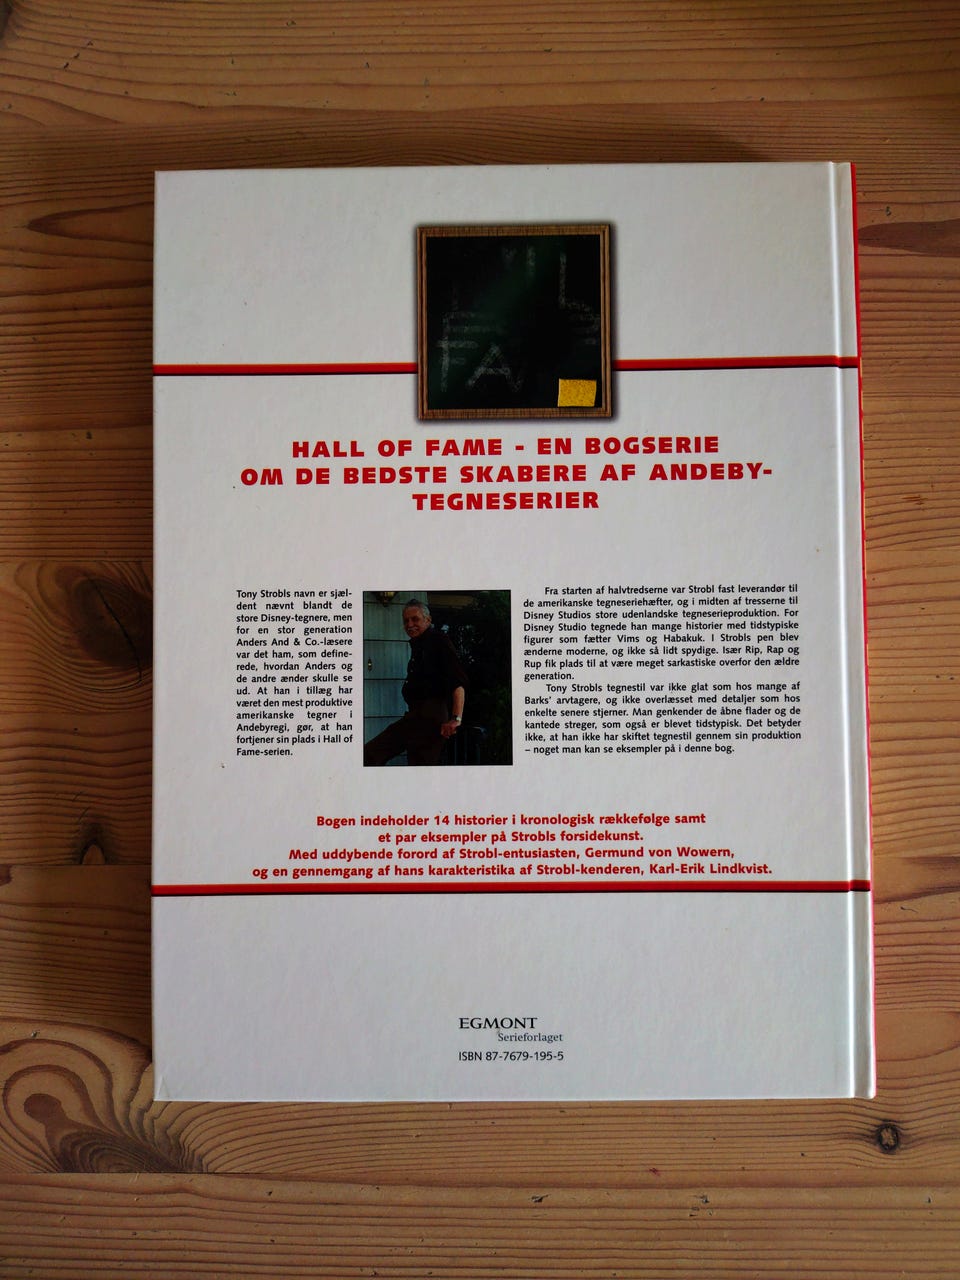 HALL OF FAME - EN BOGSERIE
OM DE BEDSTE SKABERE AF ANDEBY-
TEGNESERIER
Tony Strobls navn er sjæl-
dent nævnt blandt de
store Disney-tegnere, men
for en stor generation
Anders And & Co.-læsere
var det ham, som define-
rede, hvordan Anders og
de andre ænder skulle se
ud. At han i tillæg har
været den mest produktive
amerikanske tegner i
Andebyregi, gør, at han
fortjener sin plads i Hall of
Fame-serien.
Fra starten af halvtredserne var Strobl fast leverandør til
de amerikanske tegneseriehæfter, og i midten af tresserne til
Disney Studios store udenlandske tegneserieproduktion. For
Disney Studio tegnede han mange historier med tidstypiske
figurer som fætter Vims og Habakuk. I Strobls pen blev
ænderne moderne, og ikke så lidt spydige. Især Rip, Rap og
Rup fik plads til at være meget sarkastiske overfor den ældre
generation.
Tony Strobls tegnestil var ikke glat som hos mange af
Barks' arvtagere, og ikke overlæsset med detaljer som hos
enkelte senere stjerner. Man genkender de åbne flader og de
kantede streger, som også er blevet tidstypisk. Det betyder
ikke, at han ikke har skiftet tegnestil gennem sin produktion
– noget man kan se eksempler på i denne bog.
Bogen indeholder 14 historier i kronologisk rækkefølge samt
et par eksempler på Strobls forsidekunst.
Med uddybende forord af Strobl-entusiasten, Germund von Wowern,
og en gennemgang af hans karakteristika af Strobl-kenderen, Karl-Erik Lindkvist.
EGMONT
Serieforlaget
ISBN 87-7679-195-5